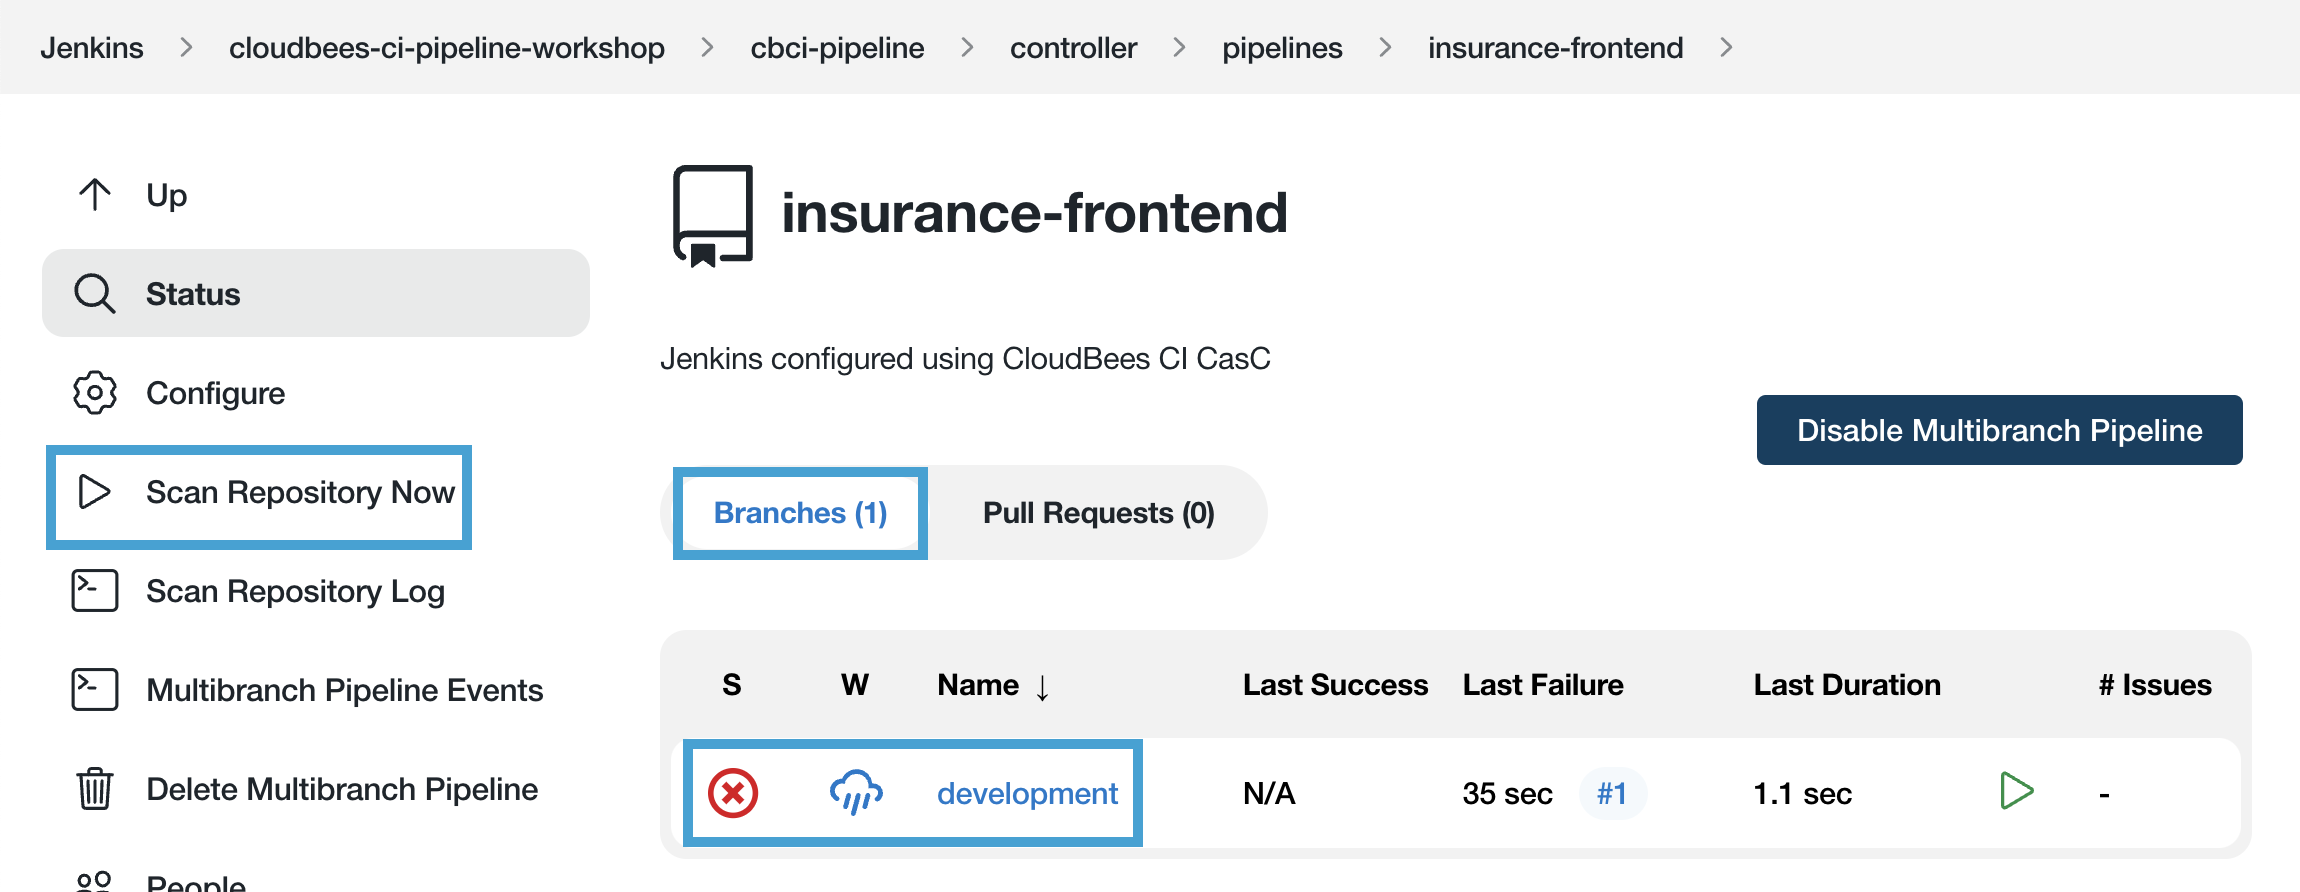 Jenkins > cloudbees-ci-pipeline-workshop > cbci-pipeline > controller > pipelines > insurance-frontend >
Up
Status
Configure
Scan Repository Now
Scan Repository Log
Multibranch Pipeline Events
Delete Multibranch Pipeline
People
insurance-frontend
Jenkins configured using CloudBees CI CasC
Disable Multibranch Pipeline
Branches (1) Pull Requests (0)
S W Name ↓ Last Success Last Failure Last Duration # Issues
development N/A 35 sec #1 1.1 sec -